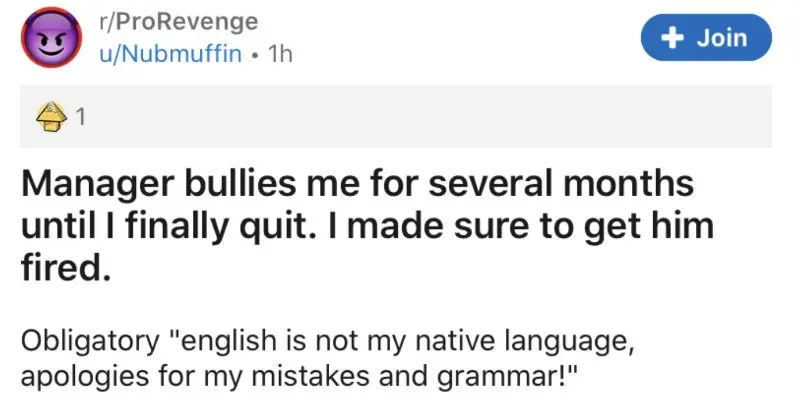 r/ProRevenge
u/Nubmuffin • 1h
+ Join
1
Manager bullies me for several months
until I finally quit. I made sure to get him
fired.
Obligatory "english is not my native language,
apologies for my mistakes and grammar!"